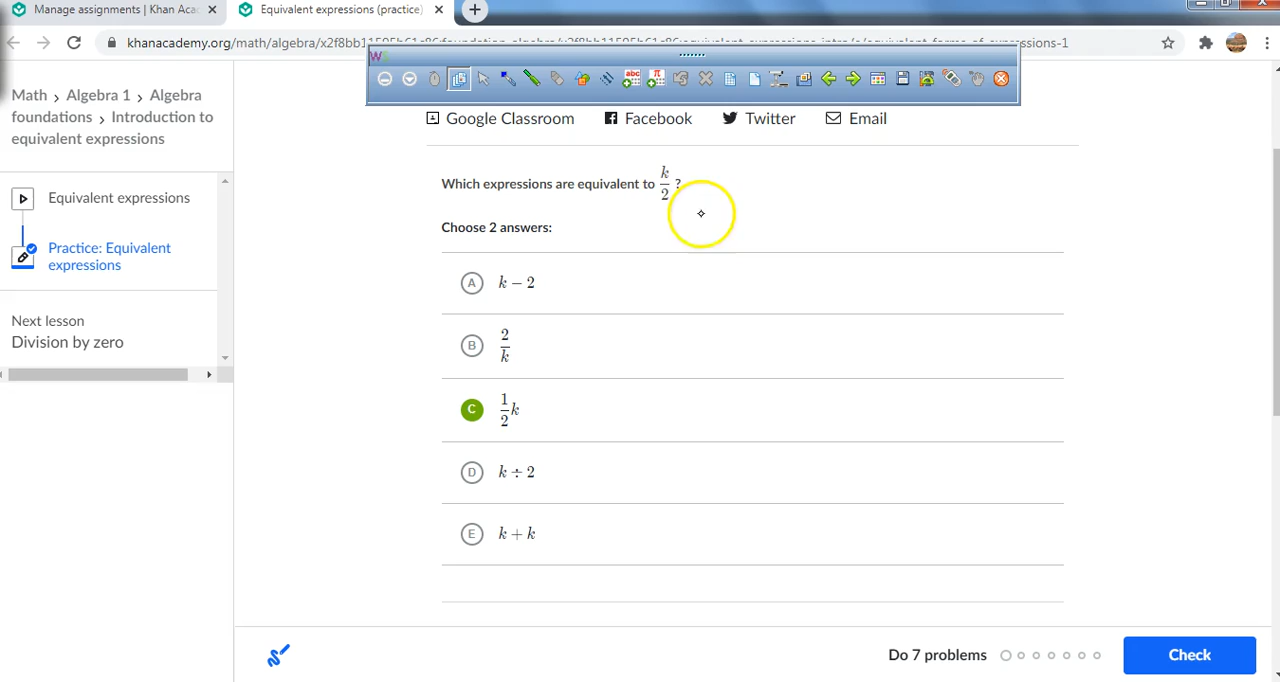 Manage assignments | Khan Aca
Equivalent expressions (practice)
khanacademy.org/math/algebra/x2f8bb11595b61c86:foundation-algebra/x2f8bb11595b61c86:equivalent-expressions-intro/e/equivalent-forms-of-expressions-1
Math > Algebra 1 > Algebra
foundations > Introduction to
equivalent expressions
Equivalent expressions
Practice: Equivalent
expressions
Next lesson
Division by zero
Google Classroom Facebook Twitter Email
Which expressions are equivalent to k/2 ?
Choose 2 answers:
A k − 2
B 2/k
C 1/2 k
D k ÷ 2
E k + k
Do 7 problems
Check